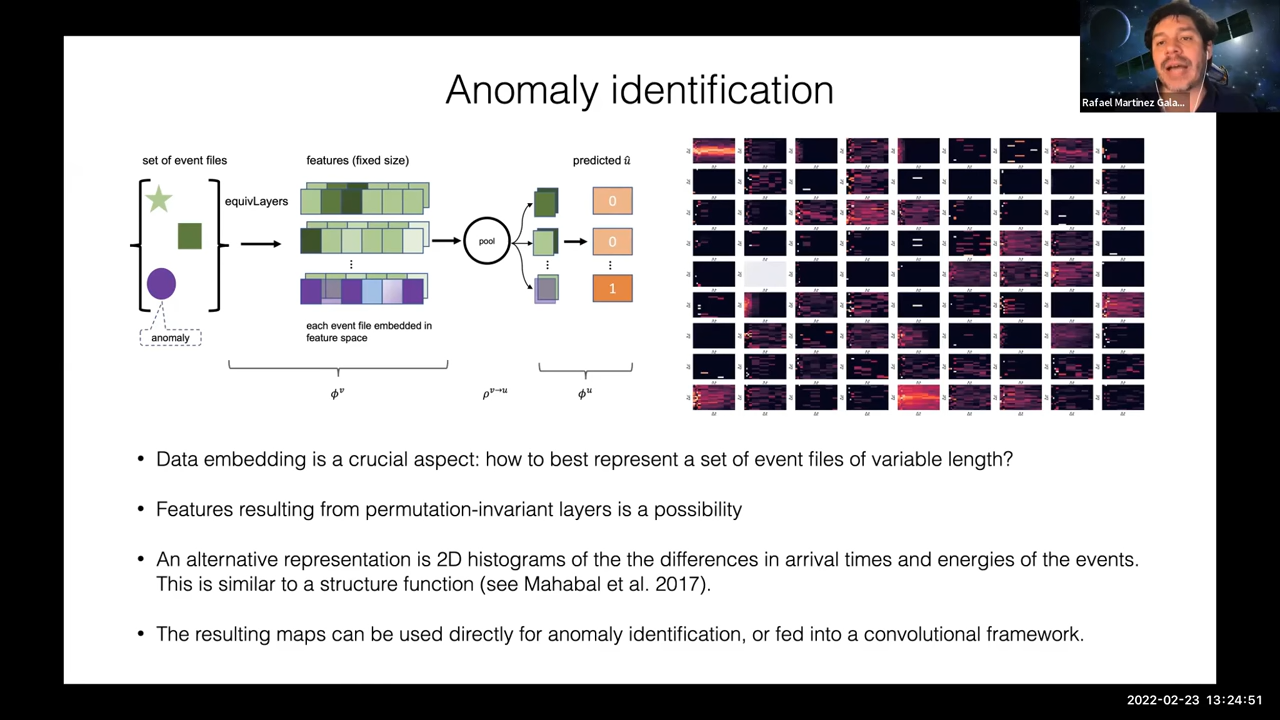 Anomaly identification
Rafael Martinez Gala...
set of event files
features (fixed size)
predicted û
equivLayers
pool
0
0
1
anomaly
each event file embedded in
feature space
ϕᵛ
ρᵛ→ᵘ
ϕᵘ
• Data embedding is a crucial aspect: how to best represent a set of event files of variable length?
• Features resulting from permutation-invariant layers is a possibility
• An alternative representation is 2D histograms of the the differences in arrival times and energies of the events.
This is similar to a structure function (see Mahabal et al. 2017).
• The resulting maps can be used directly for anomaly identification, or fed into a convolutional framework.
2022-02-23 13:24:51